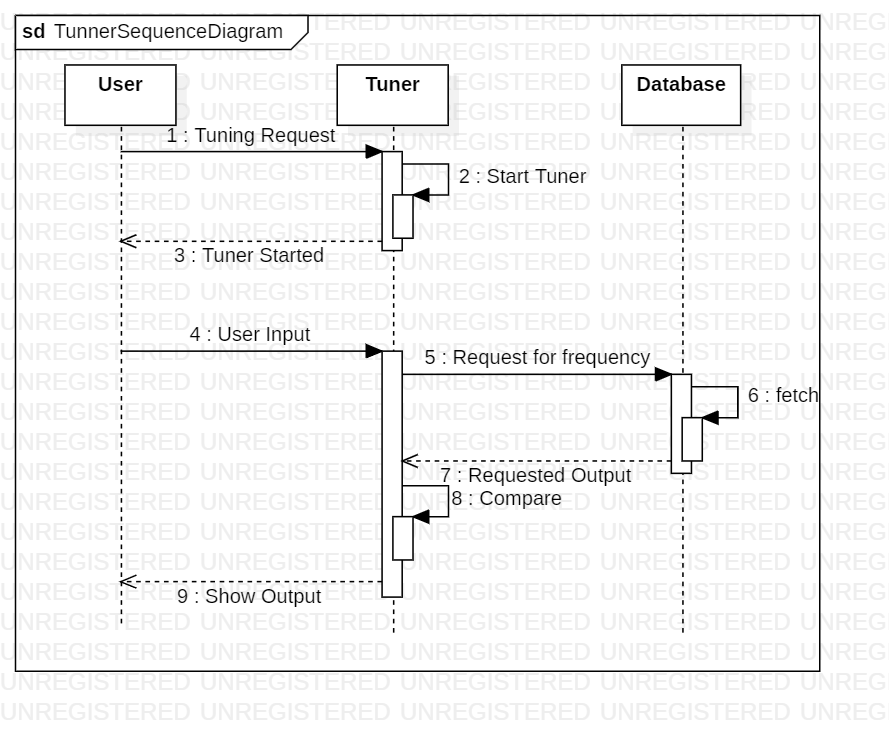 sd TunnerSequenceDiagram
User
Tuner
Database
1 : Tuning Request
2 : Start Tuner
3 : Tuner Started
4 : User Input
5 : Request for frequency
6 : fetch
7 : Requested Output
8 : Compare
9 : Show Output
UNREGISTERED